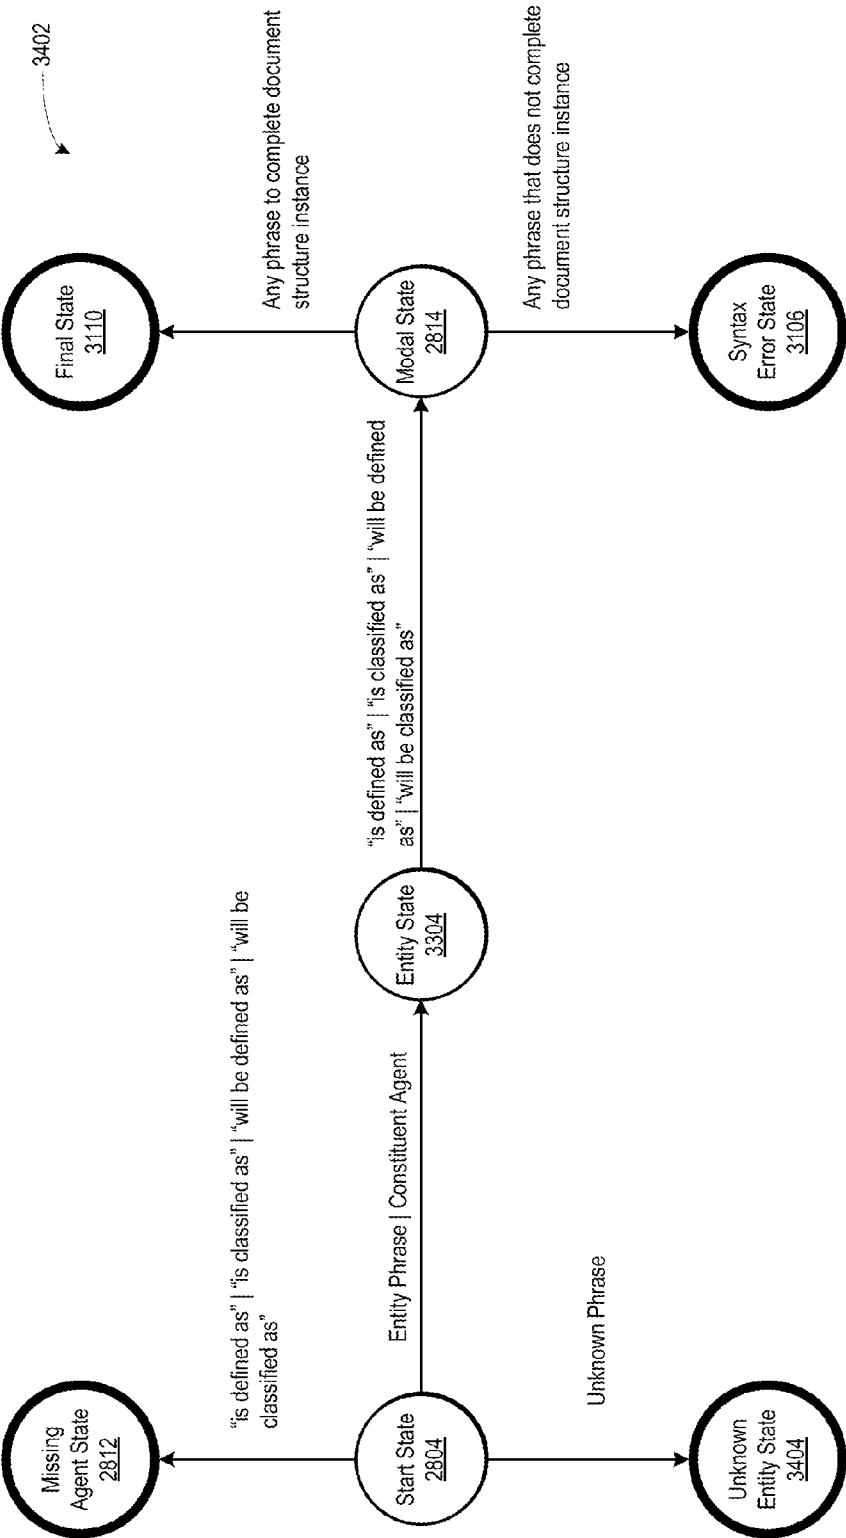 3402
Missing
Agent State
2812
"is defined as" | "is classified as" | "will be defined as" | "will be
classified as"
Final State
3110
Any phrase to complete document
structure instance
Start State
2804
Entity Phrase | Constituent Agent
Entity State
3304
"is defined as" | "is classified as" | "will be defined
as" | "will be classified as"
Modal State
2814
Unknown Phrase
Any phrase that does not complete
document structure instance
Unknown
Entity State
3404
Syntax
Error State
3106